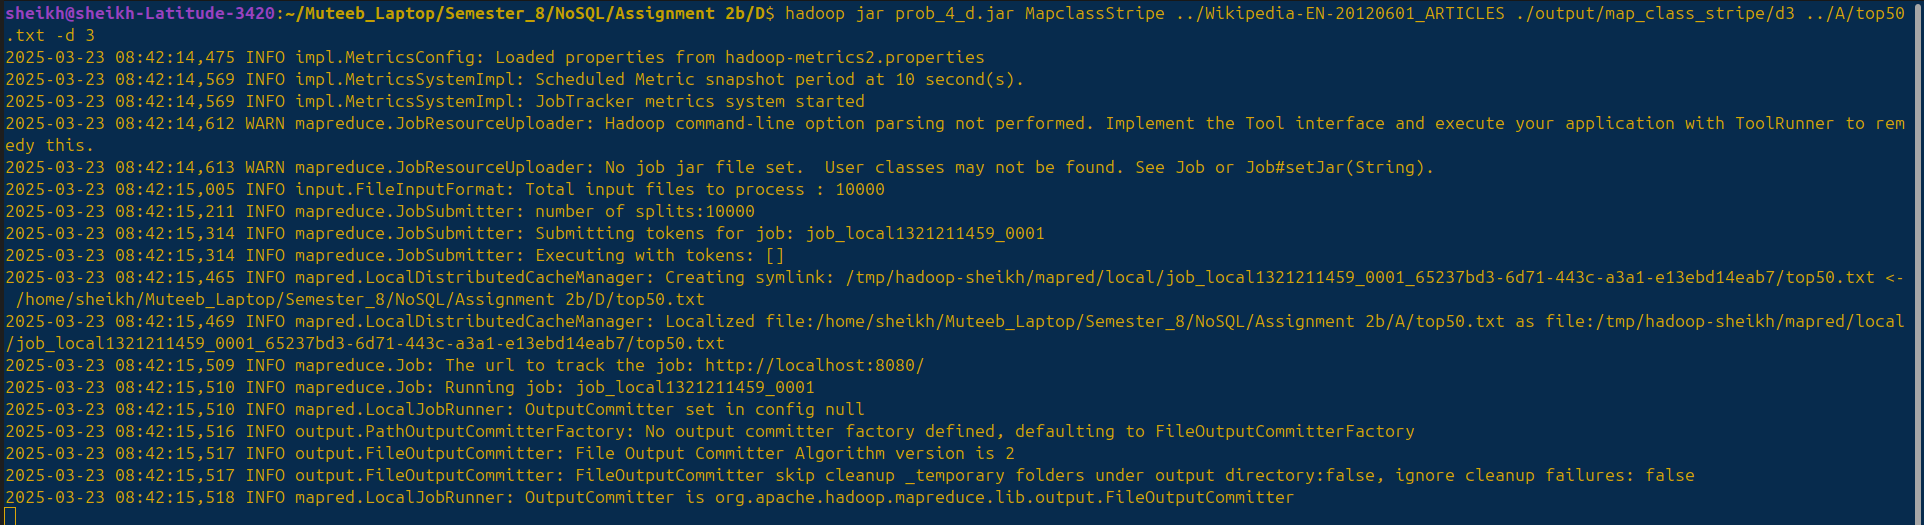 sheikh@sheikh-Latitude-3420:~/Muteeb_Laptop/Semester_8/NoSQL/Assignment 2b/D$ hadoop jar prob_4_d.jar MapclassStripe ../Wikipedia-EN-20120601_ARTICLES ./output/map_class_stripe/d3 ../A/top50
.txt -d 3
2025-03-23 08:42:14,475 INFO impl.MetricsConfig: Loaded properties from hadoop-metrics2.properties
2025-03-23 08:42:14,569 INFO impl.MetricsSystemImpl: Scheduled Metric snapshot period at 10 second(s).
2025-03-23 08:42:14,569 INFO impl.MetricsSystemImpl: JobTracker metrics system started
2025-03-23 08:42:14,612 WARN mapreduce.JobResourceUploader: Hadoop command-line option parsing not performed. Implement the Tool interface and execute your application with ToolRunner to rem
edy this.
2025-03-23 08:42:14,613 WARN mapreduce.JobResourceUploader: No job jar file set.  User classes may not be found. See Job or Job#setJar(String).
2025-03-23 08:42:15,005 INFO input.FileInputFormat: Total input files to process : 10000
2025-03-23 08:42:15,211 INFO mapreduce.JobSubmitter: number of splits:10000
2025-03-23 08:42:15,314 INFO mapreduce.JobSubmitter: Submitting tokens for job: job_local1321211459_0001
2025-03-23 08:42:15,314 INFO mapreduce.JobSubmitter: Executing with tokens: []
2025-03-23 08:42:15,465 INFO mapred.LocalDistributedCacheManager: Creating symlink: /tmp/hadoop-sheikh/mapred/local/job_local1321211459_0001_65237bd3-6d71-443c-a3a1-e13ebd14eab7/top50.txt <-
 /home/sheikh/Muteeb_Laptop/Semester_8/NoSQL/Assignment 2b/D/top50.txt
2025-03-23 08:42:15,469 INFO mapred.LocalDistributedCacheManager: Localized file:/home/sheikh/Muteeb_Laptop/Semester_8/NoSQL/Assignment 2b/A/top50.txt as file:/tmp/hadoop-sheikh/mapred/local
/job_local1321211459_0001_65237bd3-6d71-443c-a3a1-e13ebd14eab7/top50.txt
2025-03-23 08:42:15,509 INFO mapreduce.Job: The url to track the job: http://localhost:8080/
2025-03-23 08:42:15,510 INFO mapreduce.Job: Running job: job_local1321211459_0001
2025-03-23 08:42:15,510 INFO mapred.LocalJobRunner: OutputCommitter set in config null
2025-03-23 08:42:15,516 INFO output.PathOutputCommitterFactory: No output committer factory defined, defaulting to FileOutputCommitterFactory
2025-03-23 08:42:15,517 INFO output.FileOutputCommitter: File Output Committer Algorithm version is 2
2025-03-23 08:42:15,517 INFO output.FileOutputCommitter: FileOutputCommitter skip cleanup _temporary folders under output directory:false, ignore cleanup failures: false
2025-03-23 08:42:15,518 INFO mapred.LocalJobRunner: OutputCommitter is org.apache.hadoop.mapreduce.lib.output.FileOutputCommitter